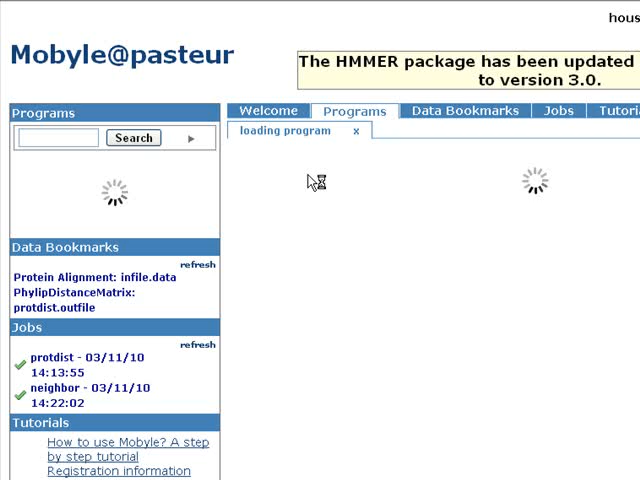 hous
Mobyle@pasteur
The HMMER package has been updated
to version 3.0.
Programs
Search
Welcome
Programs
Data Bookmarks
Jobs
Tutori
loading program
x
Data Bookmarks
refresh
Protein Alignment: infile.data
PhylipDistanceMatrix:
protdist.outfile
Jobs
refresh
protdist - 03/11/10
14:13:55
neighbor - 03/11/10
14:22:02
Tutorials
How to use Mobyle? A step
by step tutorial
Registration information